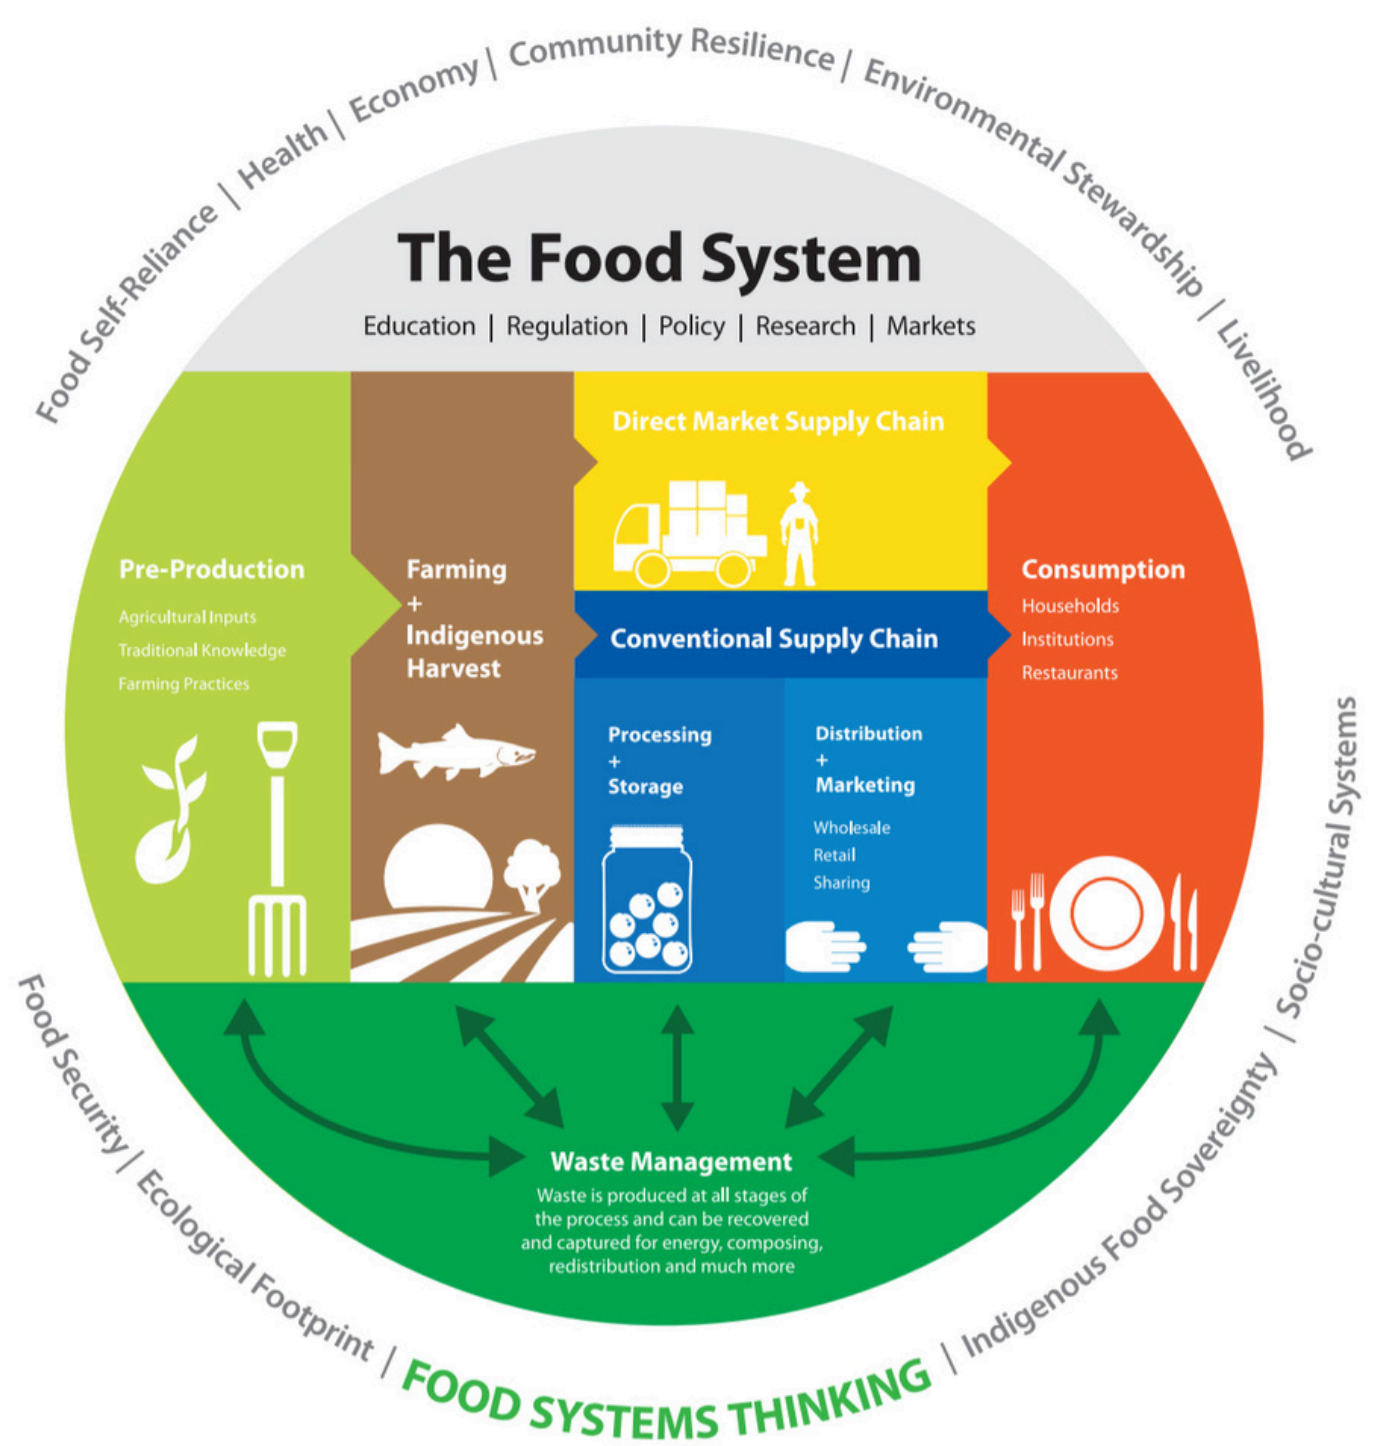 Food Self-Reliance | Health | Economy | Community Resilience | Environmental Stewardship | Livelihood
The Food System
Education | Regulation | Policy | Research | Markets
Pre-Production
Agricultural Inputs
Traditional Knowledge
Farming Practices
Farming
+
Indigenous
Harvest
Direct Market Supply Chain
Conventional Supply Chain
Processing
+
Storage
Distribution
+
Marketing
Wholesale
Retail
Sharing
Consumption
Households
Institutions
Restaurants
Waste Management
Waste is produced at all stages of
the process and can be recovered
and captured for energy, composing,
redistribution and much more
Food Security | Ecological Footprint | FOOD SYSTEMS THINKING | Indigenous Food Sovereignty | Socio-cultural Systems